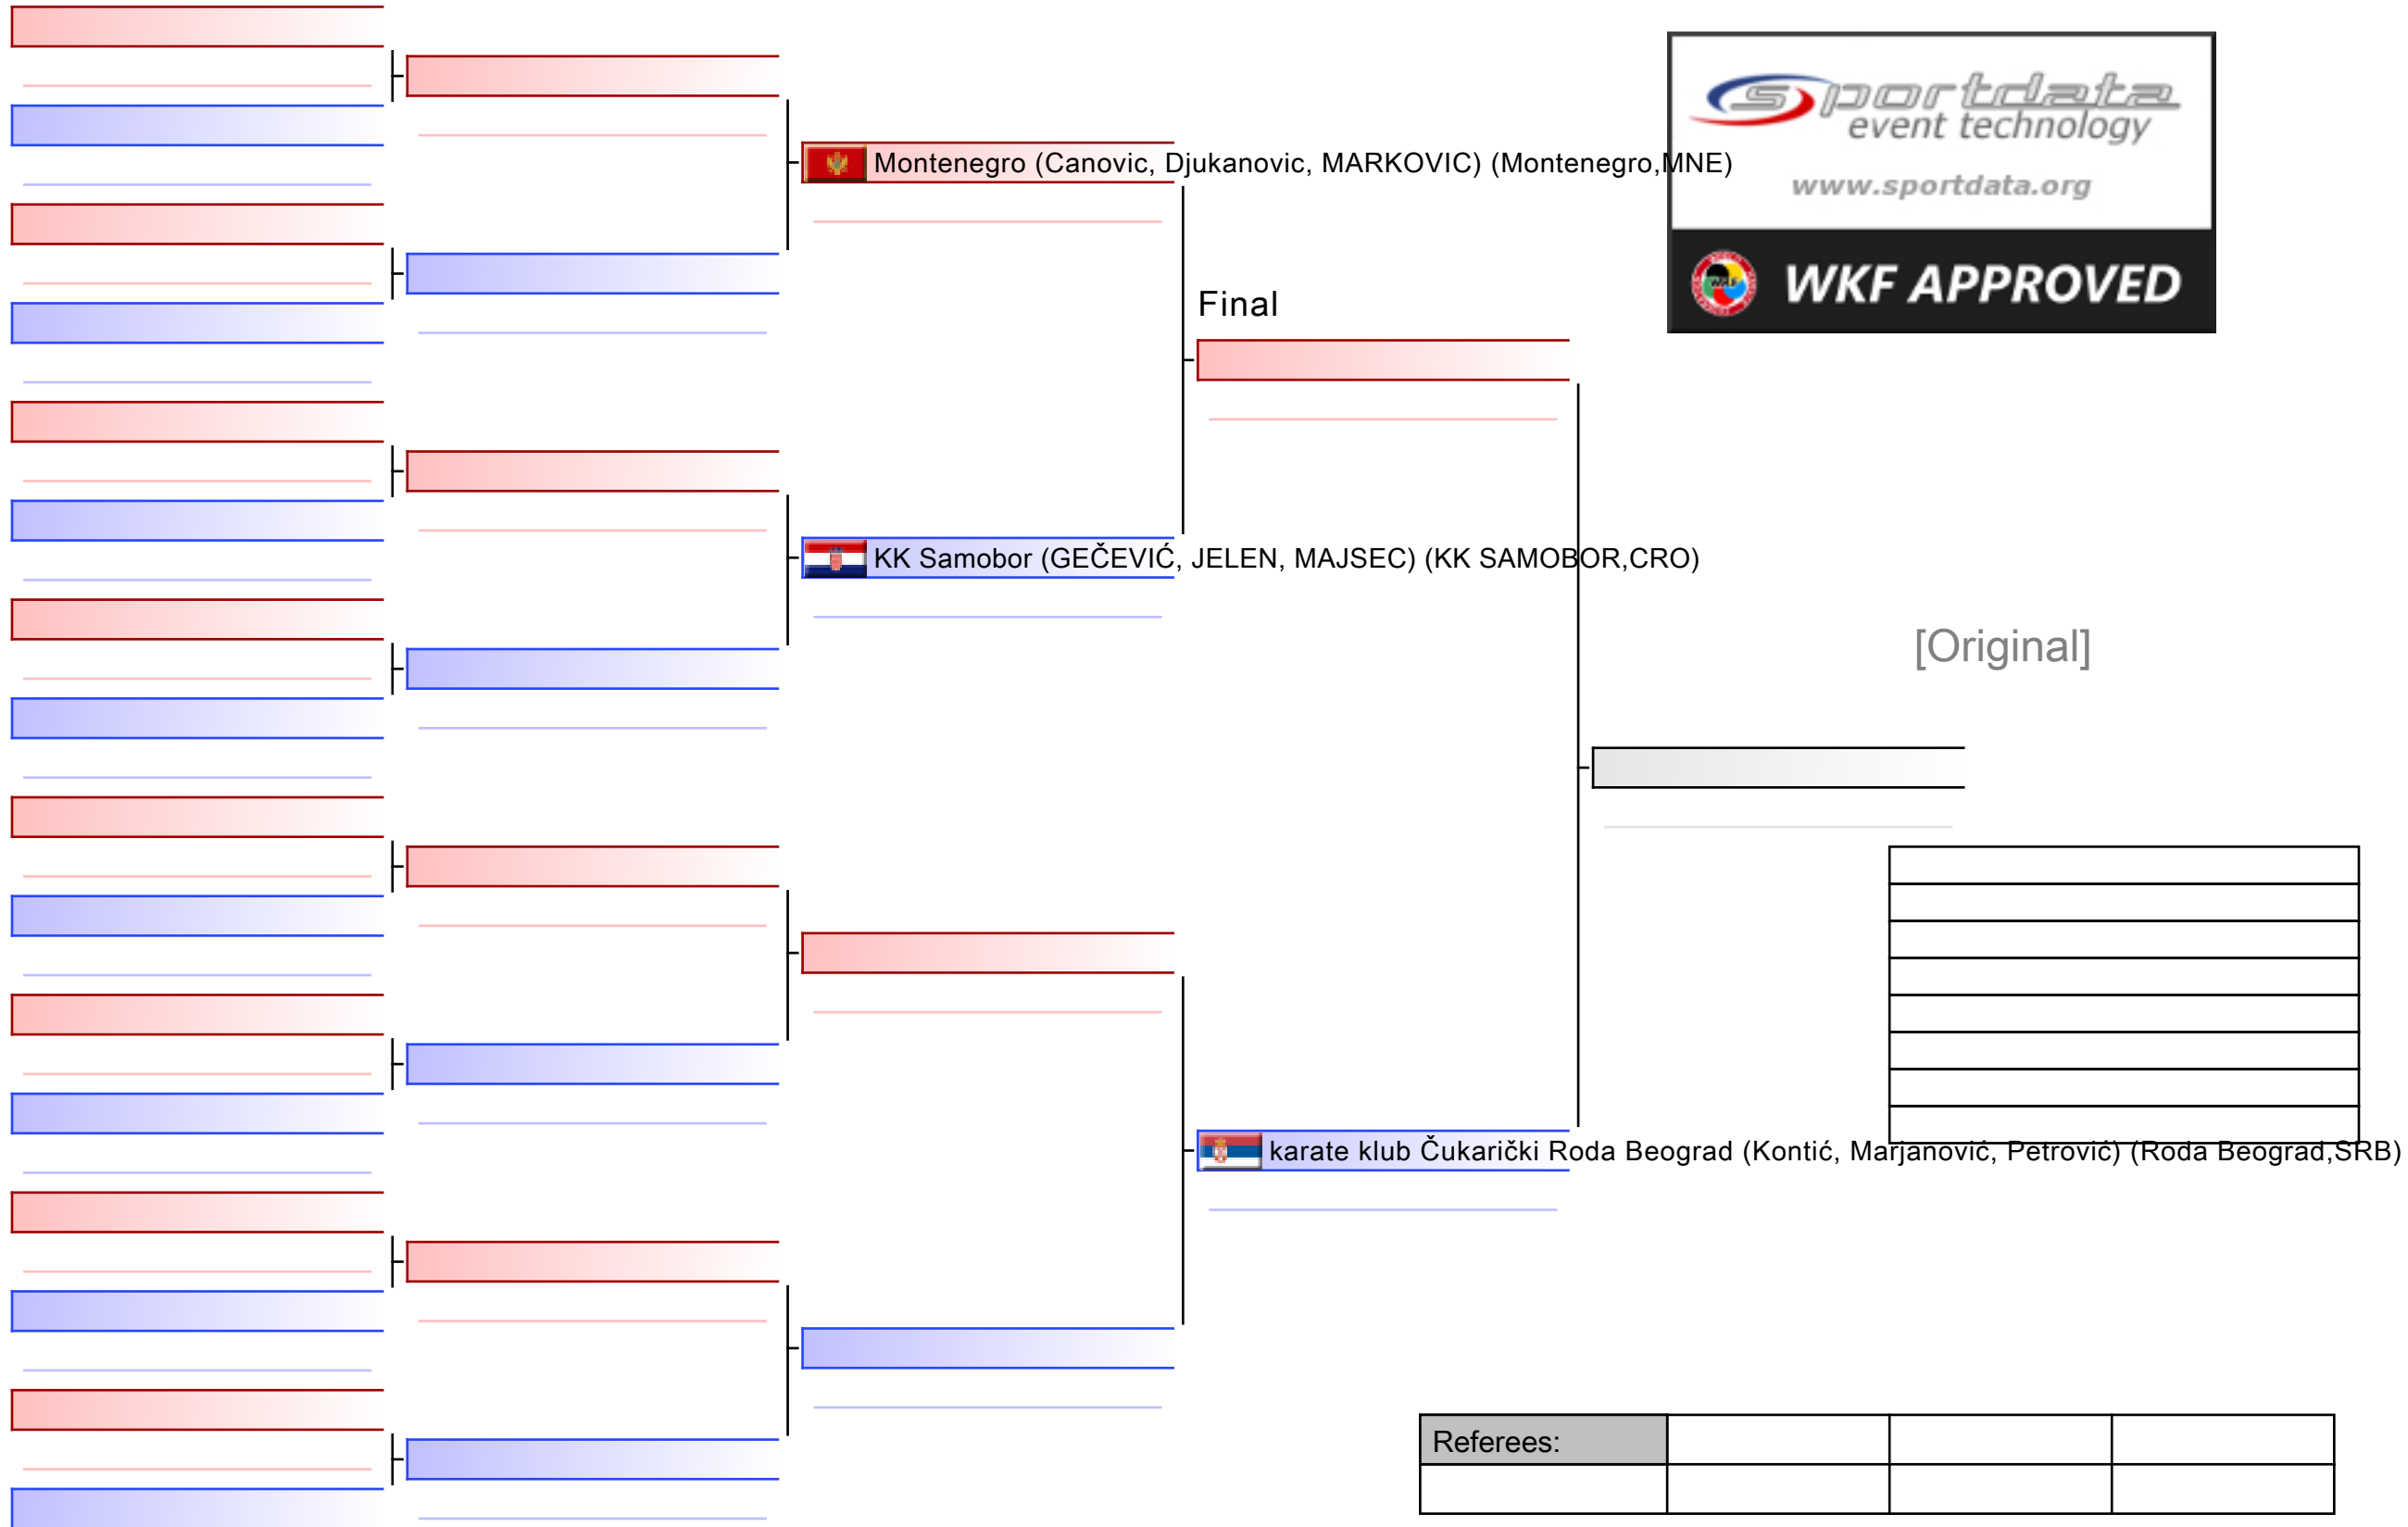 sportdata
event technology
www.sportdata.org
WKF APPROVED
Montenegro (Canovic, Djukanovic, MARKOVIC) (Montenegro,MNE)
Final
KK Samobor (GEČEVIĆ, JELEN, MAJSEC) (KK SAMOBOR,CRO)
[Original]
karate klub Čukarički Roda Beograd (Kontić, Marjanović, Petrović) (Roda Beograd,SRB)
Referees: